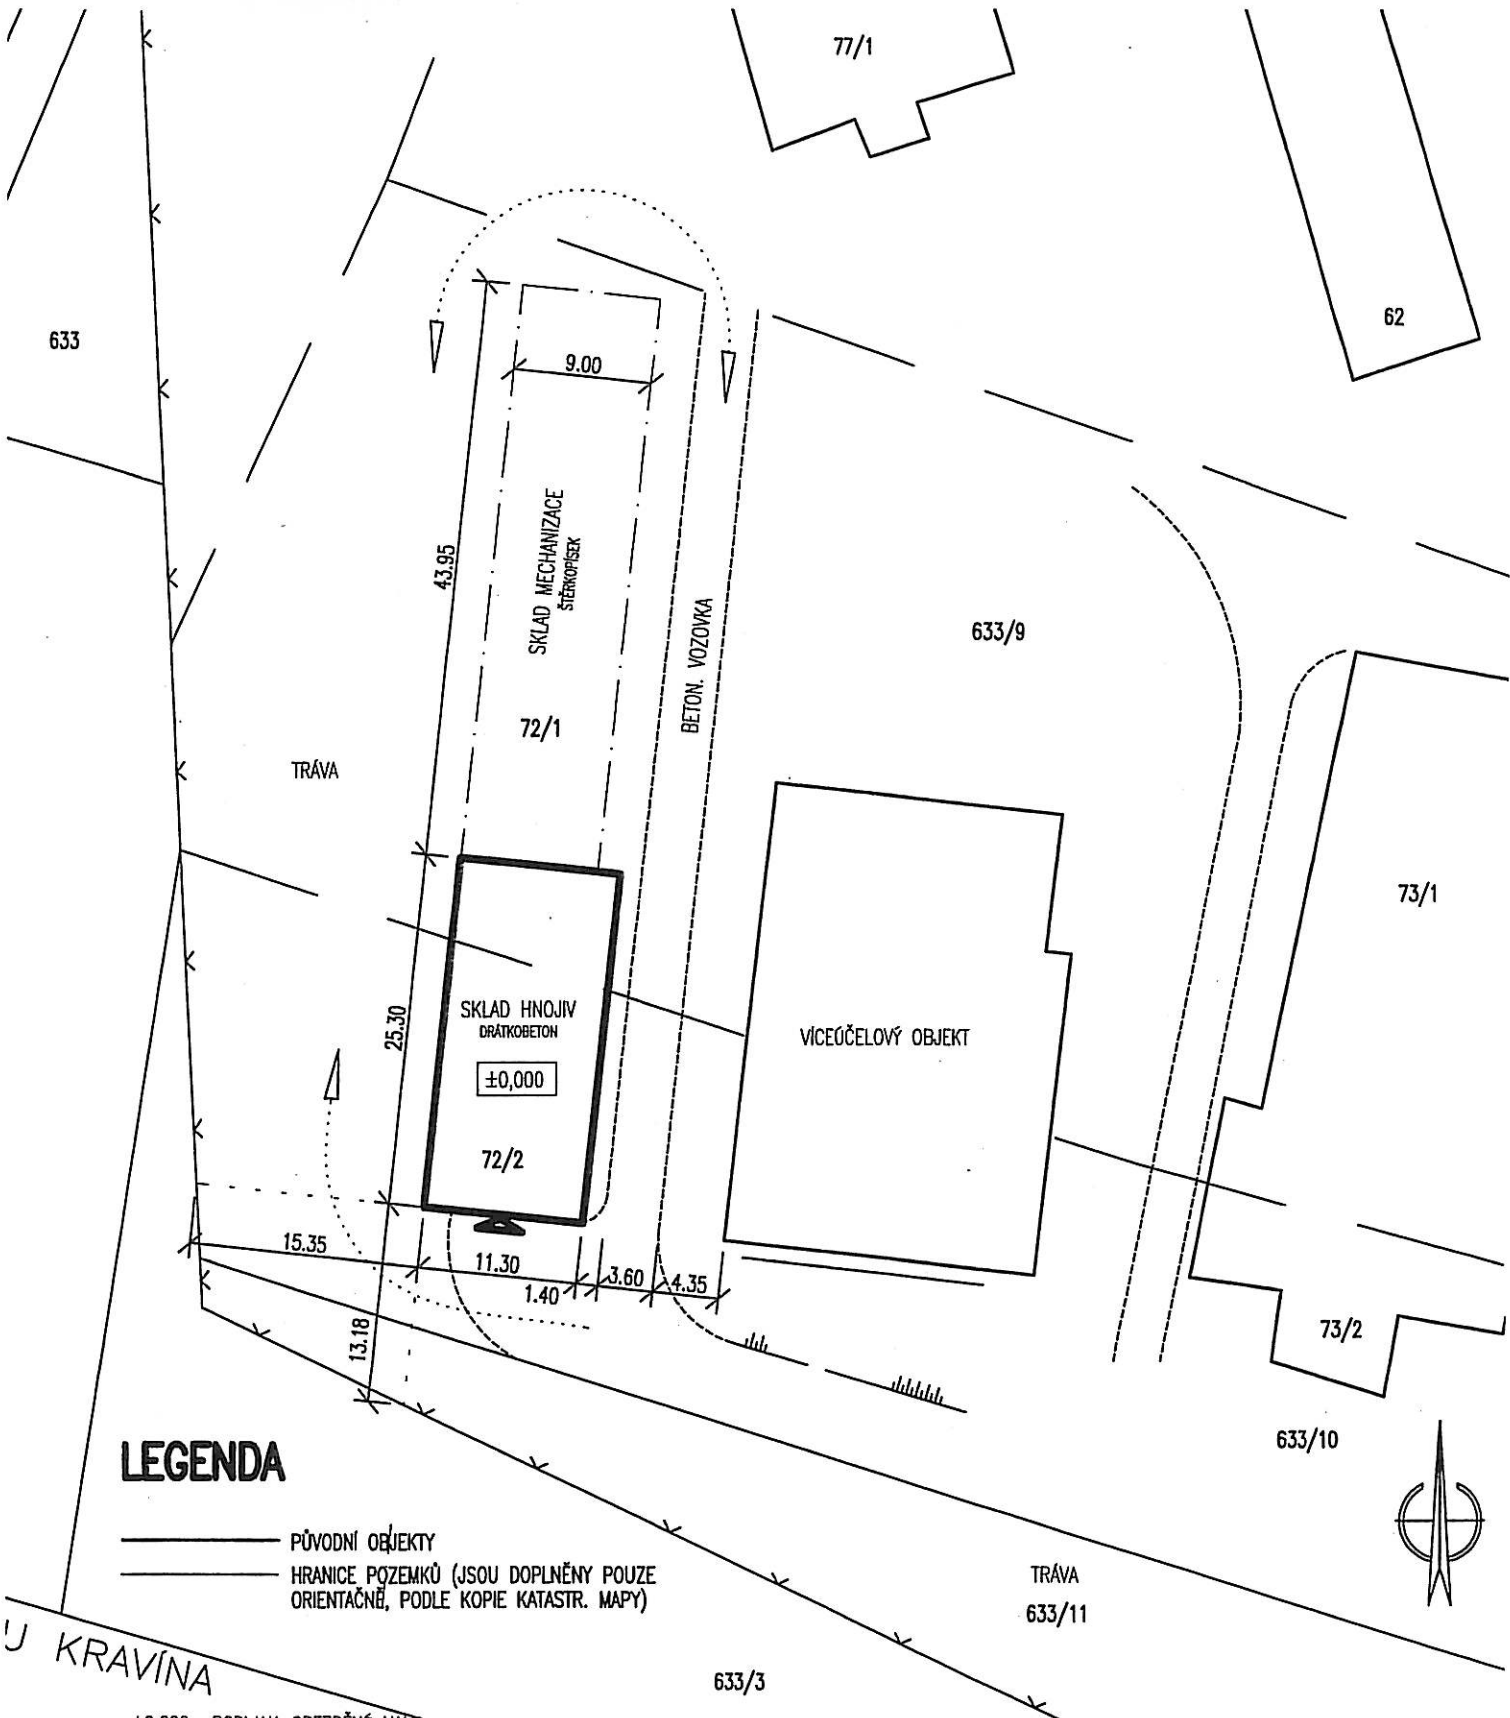 77/1
62
633
9.00
43.95
SKLAD MECHANIZACE
ŠTĚRKOPÍSEK
72/1
BETON. VOZOVKA
633/9
TRÁVA
73/1
SKLAD HNOJIV
DRÁTKOBETON
±0,000
72/2
25.30
VÍCEÚČELOVÝ OBJEKT
15.35
11.30
1.40
3.60
4.35
13.18
73/2
633/10
LEGENDA
PŮVODNÍ OBJEKTY
HRANICE POZEMKŮ (JSOU DOPLNĚNY POUZE
ORIENTAČNĚ, PODLE KOPIE KATASTR. MAPY)
TRÁVA
633/11
U KRAVÍNA
633/3